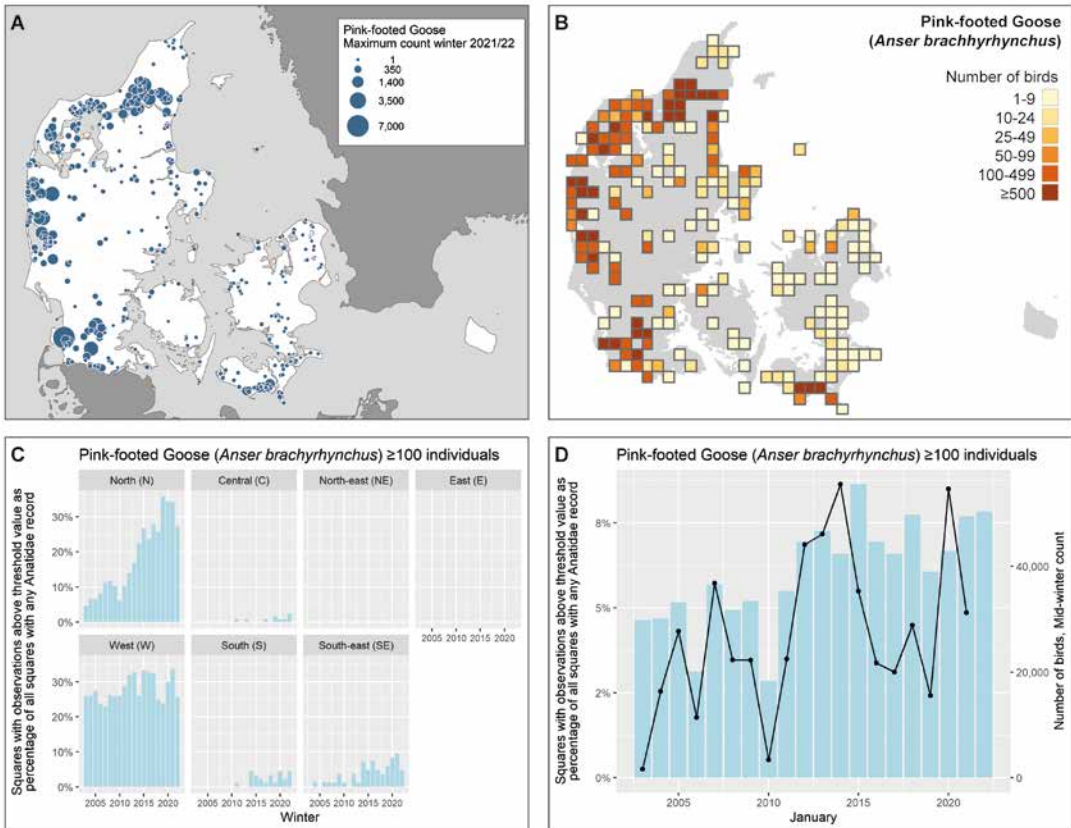 A
Pink-footed Goose
Maximum count winter 2021/22
1
350
1,400
3,500
7,000
B
Pink-footed Goose
(Anser brachhyrhynchus)
Number of birds
1-9
10-24
25-49
50-99
100-499
≥500
C
Pink-footed Goose (Anser brachyrhynchus) ≥100 individuals
Squares with observations above threshold value as
percentage of all squares with any Anatidae record
North (N)
Central (C)
North-east (NE)
East (E)
30%
20%
10%
0%
2005 2010 2015 2020
West (W)
South (S)
South-east (SE)
30%
20%
10%
0%
2005 2010 2015 2020
2005 2010 2015 2020
2005 2010 2015 2020
Winter
D
Pink-footed Goose (Anser brachyrhynchus) ≥100 individuals
Squares with observations above threshold value as
percentage of all squares with any Anatidae record
8%
5%
2%
0%
40,000
20,000
0
Number of birds, Mid-winter count
2005
2010
2015
2020
January